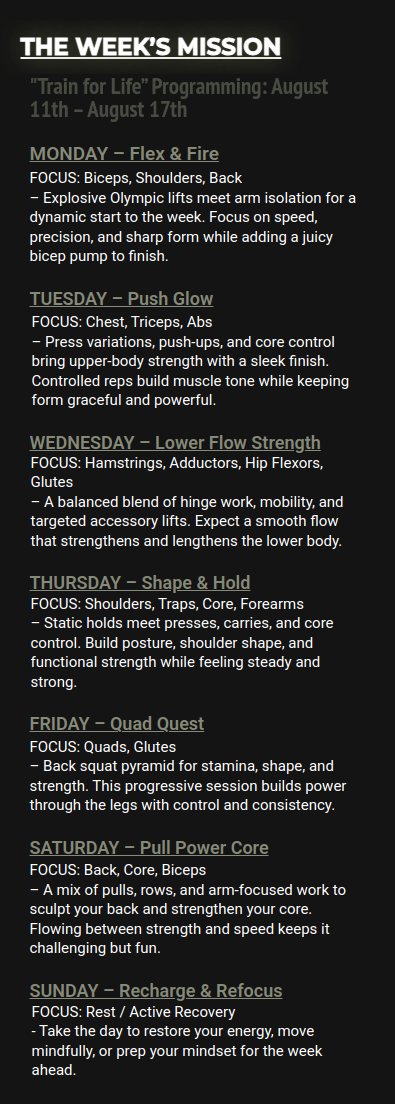 THE WEEK’S MISSION
"Train for Life” Programming: August
11th – August 17th
MONDAY – Flex & Fire
FOCUS: Biceps, Shoulders, Back
– Explosive Olympic lifts meet arm isolation for a
dynamic start to the week. Focus on speed,
precision, and sharp form while adding a juicy
bicep pump to finish.
TUESDAY – Push Glow
FOCUS: Chest, Triceps, Abs
– Press variations, push-ups, and core control
bring upper-body strength with a sleek finish.
Controlled reps build muscle tone while keeping
form graceful and powerful.
WEDNESDAY – Lower Flow Strength
FOCUS: Hamstrings, Adductors, Hip Flexors,
Glutes
– A balanced blend of hinge work, mobility, and
targeted accessory lifts. Expect a smooth flow
that strengthens and lengthens the lower body.
THURSDAY – Shape & Hold
FOCUS: Shoulders, Traps, Core, Forearms
– Static holds meet presses, carries, and core
control. Build posture, shoulder shape, and
functional strength while feeling steady and
strong.
FRIDAY – Quad Quest
FOCUS: Quads, Glutes
– Back squat pyramid for stamina, shape, and
strength. This progressive session builds power
through the legs with control and consistency.
SATURDAY – Pull Power Core
FOCUS: Back, Core, Biceps
– A mix of pulls, rows, and arm-focused work to
sculpt your back and strengthen your core.
Flowing between strength and speed keeps it
challenging but fun.
SUNDAY – Recharge & Refocus
FOCUS: Rest / Active Recovery
- Take the day to restore your energy, move
mindfully, or prep your mindset for the week
ahead.